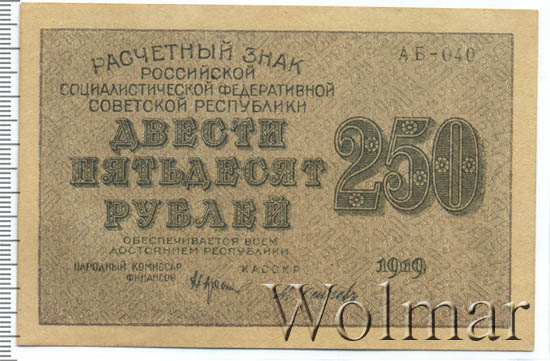 РАСЧЕТНЫЙ ЗНАК
АБ-040
РОССИЙСКОЙ
СОЦИАЛИСТИЧЕСКОЙ ФЕДЕРАТИВНОЙ
СОВЕТСКОЙ РЕСПУБЛИКИ
ДВЕСТИ
ПЯТЬДЕСЯТ
РУБЛЕЙ
250
ОБЕСПЕЧИВАЕТСЯ ВСЕМ
ДОСТОЯНИЕМ РЕСПУБЛИКИ
НАРОДНЫЙ КОМИССАР
ФИНАНСОВ
КАССИР
1919
Wolmar